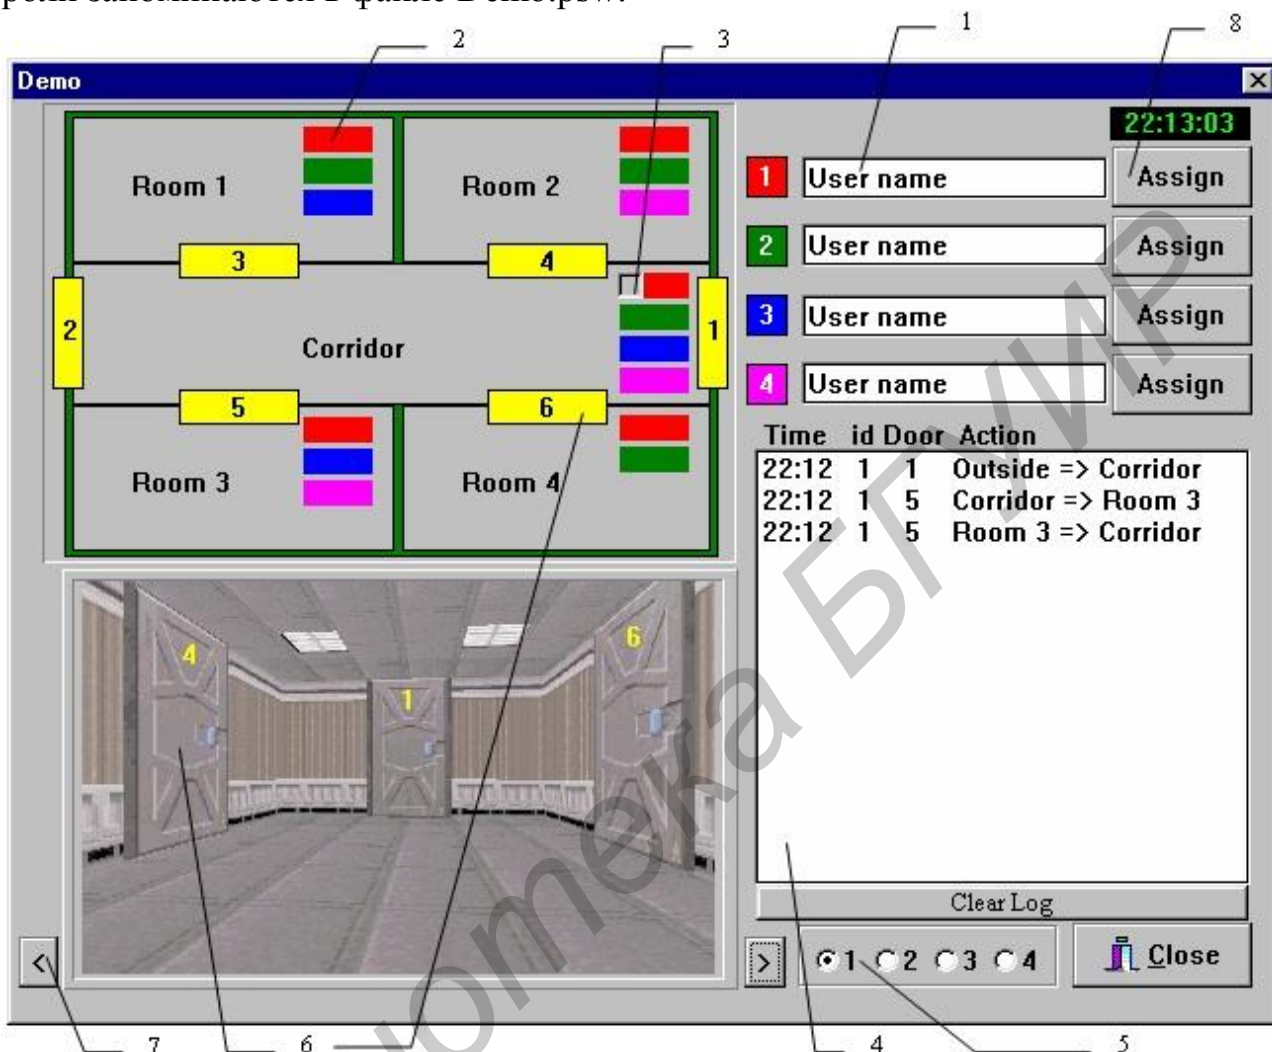 роли запоминаются в файле Demo.psw.
2 3 1 8
Demo
22:13:03
Room 1
Room 2
1 User name Assign
2 User name Assign
3 User name Assign
4 User name Assign
3 4
2 Corridor 1
5 6
Room 3
Room 4
Time id Door Action
22:12 1 1 Outside => Corridor
22:12 1 5 Corridor => Room 3
22:12 1 5 Room 3 => Corridor
4 1 6
Clear Log
< > 1 2 3 4 Close
7 6 4 5
отека БГУИР